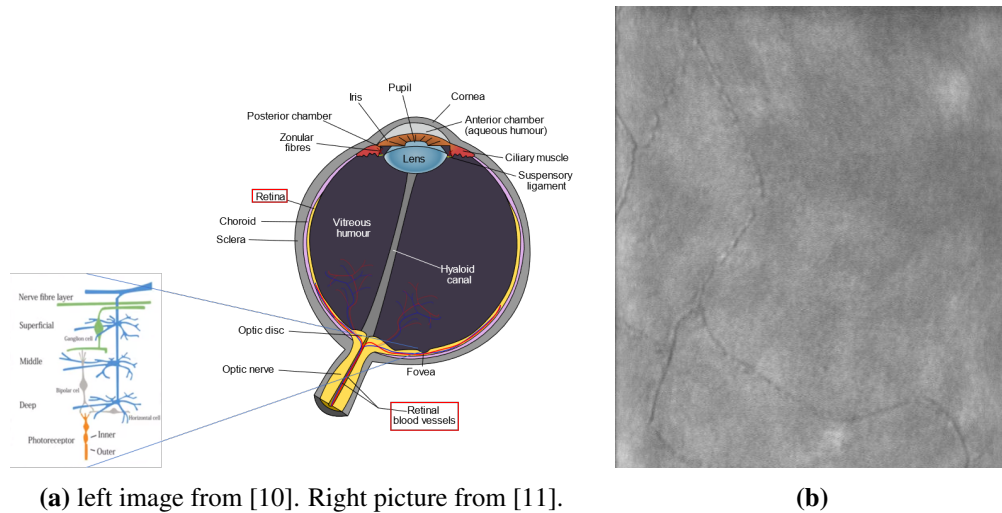 Pupil
Iris
Cornea
Posterior chamber
Anterior chamber
(aqueous humour)
Zonular
fibres
Ciliary muscle
Lens
Suspensory
ligament
Retina
Choroid
Vitreous
humour
Sclera
Hyaloid
canal
Nerve fibre layer
Superficial
Ganglion cell
Optic disc
Middle
Optic nerve
Fovea
Bipolar cell
Deep
Horizontal cell
Retinal
blood vessels
Photoreceptor
Inner
Outer
(a) left image from [10]. Right picture from [11].
(b)